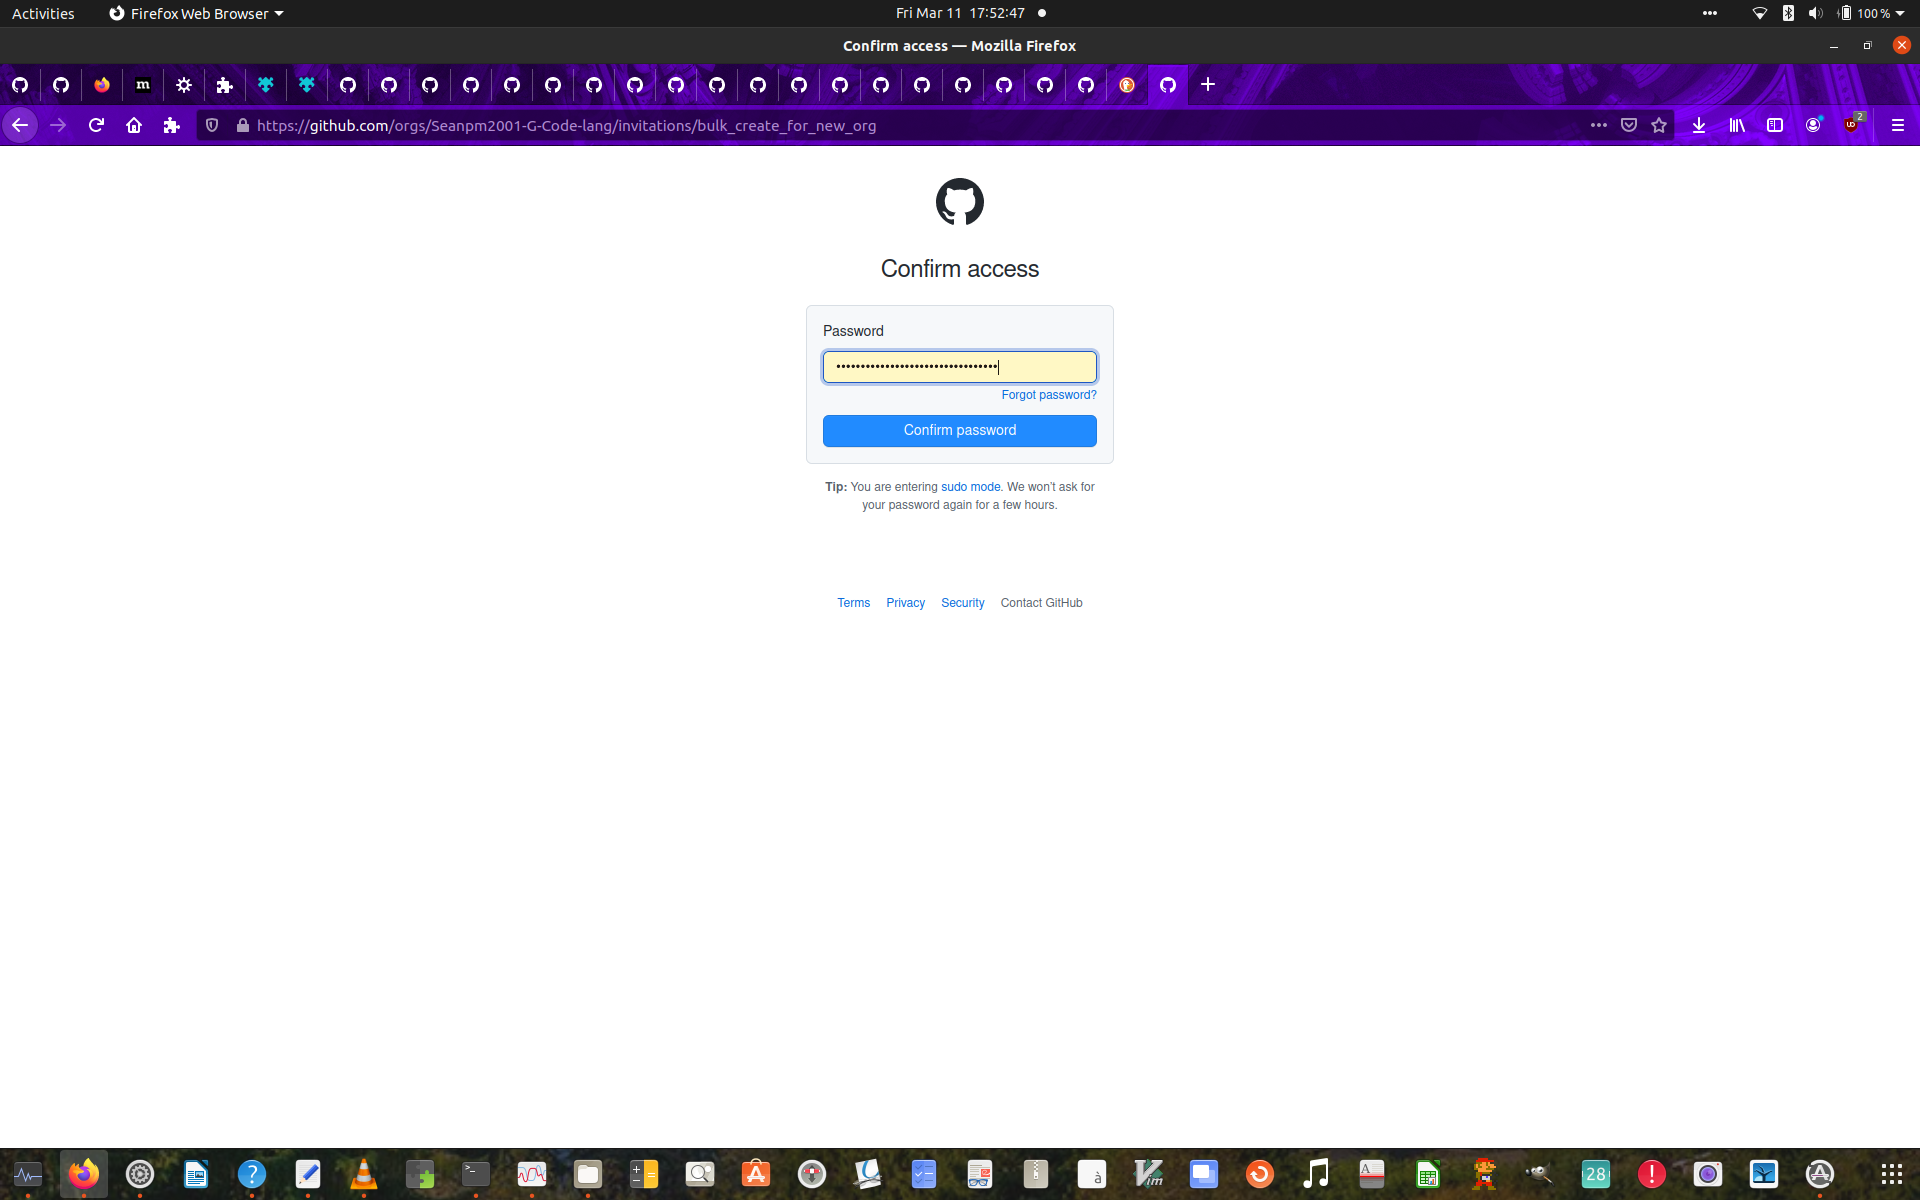 Activities
Firefox Web Browser
Fri Mar 11 17:52:47
100 %
Confirm access — Mozilla Firefox
m
https://github.com/orgs/Seanpm2001-G-Code-lang/invitations/bulk_create_for_new_org
2
Confirm access
Password
Forgot password?
Confirm password
Tip: You are entering sudo mode. We won't ask for
your password again for a few hours.
Terms
Privacy
Security
Contact GitHub
28